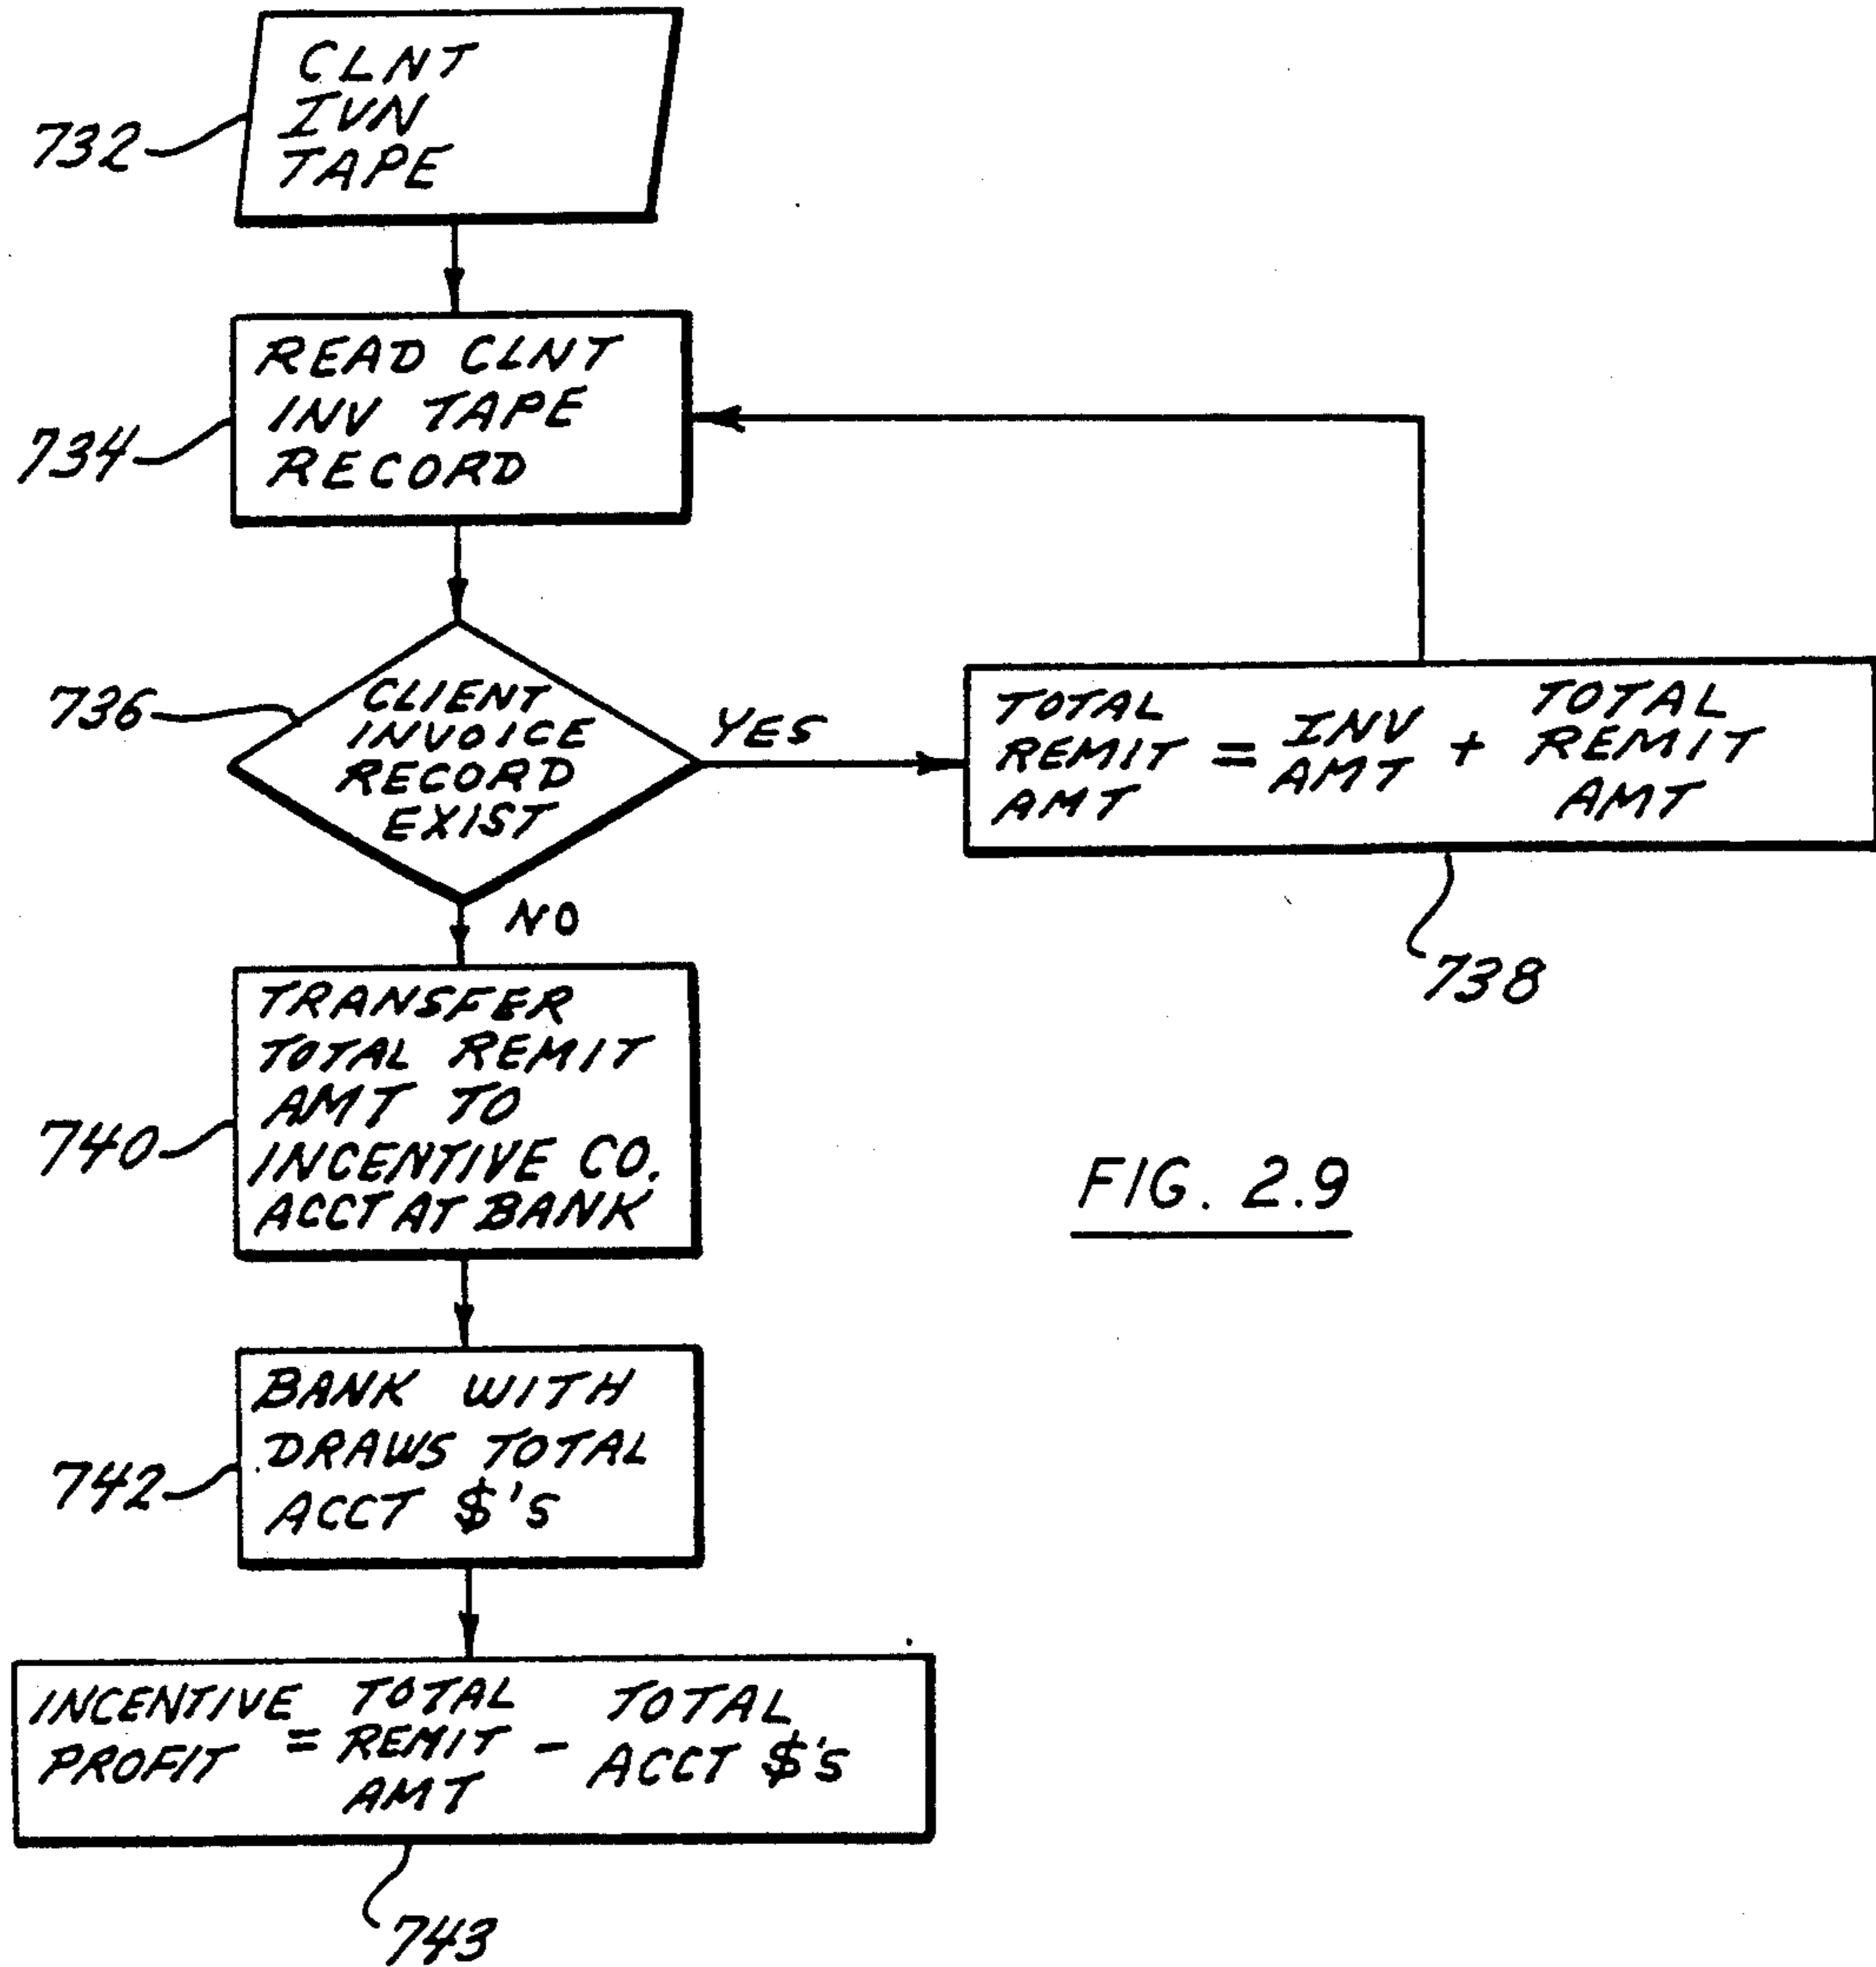 CLNT
IVN
TAPE
732
READ CLNT
INV TAPE
RECORD
734
CLIENT
INVOICE
RECORD
EXIST
736
YES
TOTAL
REMIT
AMT
=
INV
AMT
+
TOTAL
REMIT
AMT
738
NO
TRANSFER
TOTAL REMIT
AMT TO
INCENTIVE CO.
ACCT AT BANK
740
FIG. 2.9
BANK WITH
DRAWS TOTAL
ACCT $'S
742
INCENTIVE
PROFIT
=
TOTAL
REMIT
AMT
-
TOTAL
ACCT $'S
743